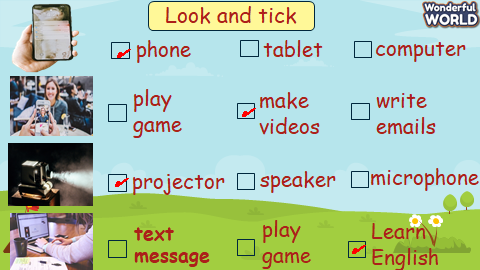 Look and tick
Wonderful
WORLD
phone tablet computer
play make write
game videos emails
projector speaker microphone
text play Learn
message game English